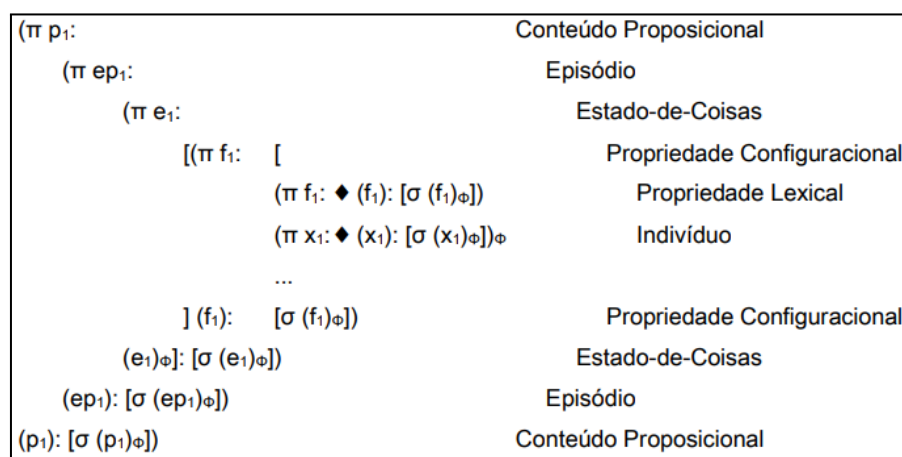 (π p₁: Conteúdo Proposicional
(π ep₁: Episódio
(π e₁: Estado-de-Coisas
[(π f₁: [ Propriedade Configuracional
(π f₁: ♦ (f₁): [σ (f₁)Φ]) Propriedade Lexical
(π x₁: ♦ (x₁): [σ (x₁)Φ])Φ Indivíduo
...
] (f₁): [σ (f₁)Φ]) Propriedade Configuracional
(e₁)Φ]: [σ (e₁)Φ]) Estado-de-Coisas
(ep₁): [σ (ep₁)Φ]) Episódio
(p₁): [σ (p₁)Φ]) Conteúdo Proposicional